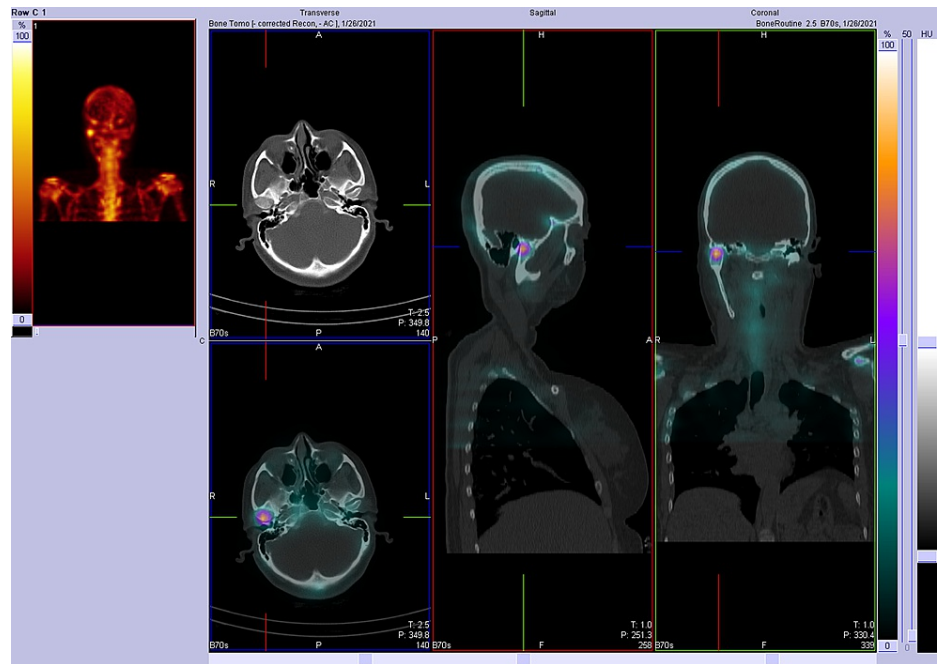 Row C 1
Transverse
Sagittal
Coronal
Bone Tomo [- corrected Recon, - AC ], 1/26/2021
BoneRoutine 2.5 B70s, 1/26/2021
%
100
1
0
A
R
L
T: 2.5
P: 349.8
B70s
P
140
C
A
R
L
T: 2.5
P: 349.8
B70s
P
140
H
P
A
T: 1.0
P: 251.3
B70s
F
258
H
R
L
T: 1.0
P: 330.4
B70s
F
339
%
50
HU
100
0
0